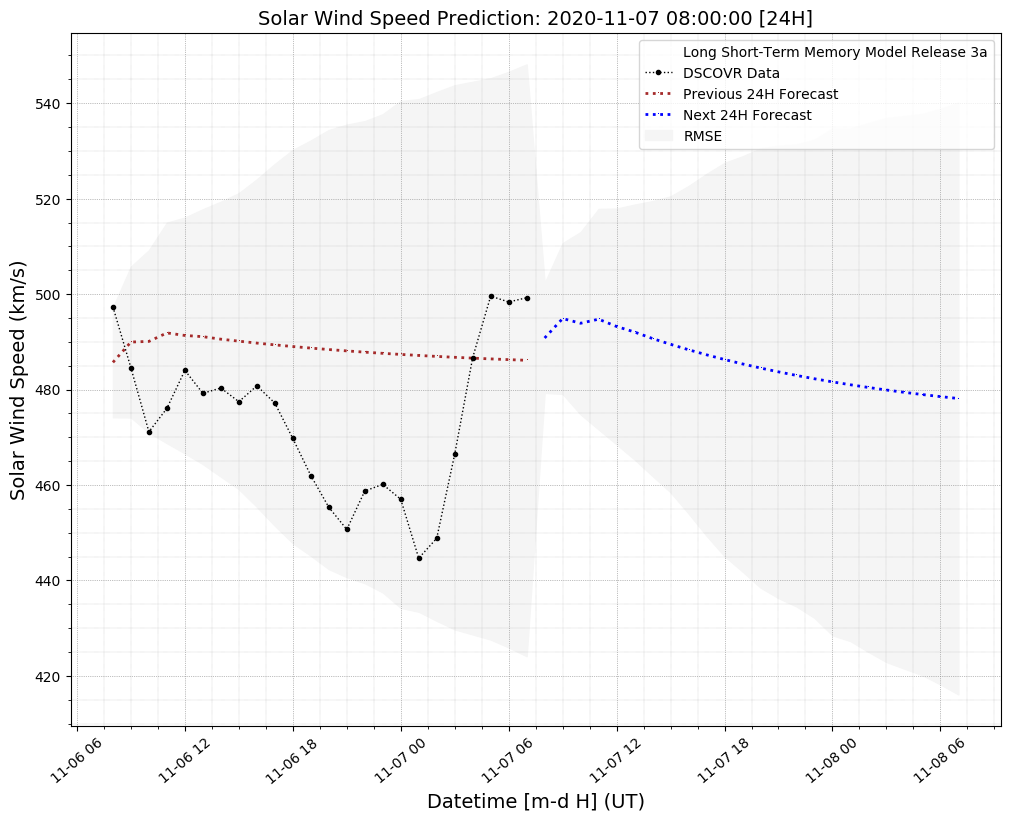 Solar Wind Speed Prediction: 2020-11-07 08:00:00 [24H]
Long Short-Term Memory Model Release 3a
DSCOVR Data
Previous 24H Forecast
Next 24H Forecast
RMSE
Solar Wind Speed (km/s)
540
520
500
480
460
440
420
11-06 06
11-06 12
11-06 18
11-07 00
11-07 06
11-07 12
11-07 18
11-08 00
11-08 06
Datetime [m-d H] (UT)